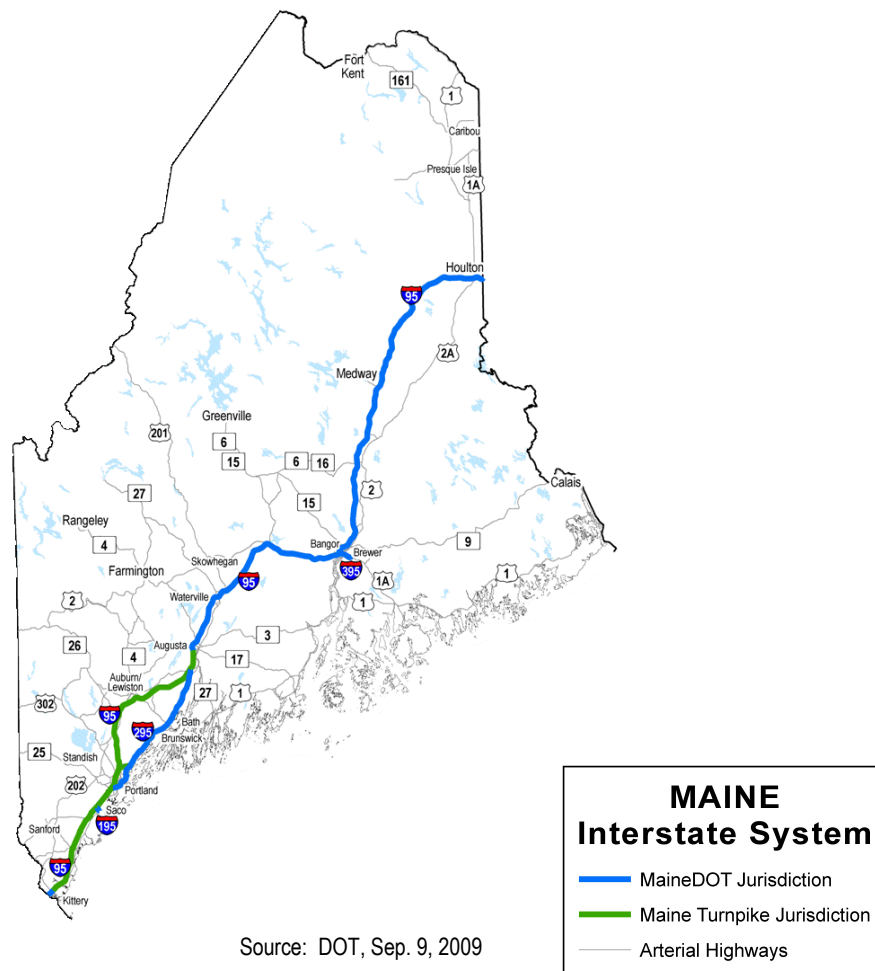 Fort
Kent
161
1
Caribou
Presque Isle
1A
Houlton
95
2A
Medway
Greenville
201
6
15
6
16
27
2
15
Calais
Rangeley
4
Bangor
Brewer
9
Skowhegan
Farmington
395
95
1A
1
Waterville
2
1
3
26
Augusta
4
17
Auburn/
Lewiston
27
1
302
95
295
Bath
Brunswick
25
Standish
202
Portland
Saco
195
Sanford
95
Kittery
MAINE
Interstate System
MaineDOT Jurisdiction
Maine Turnpike Jurisdiction
Arterial Highways
Source: DOT, Sep. 9, 2009